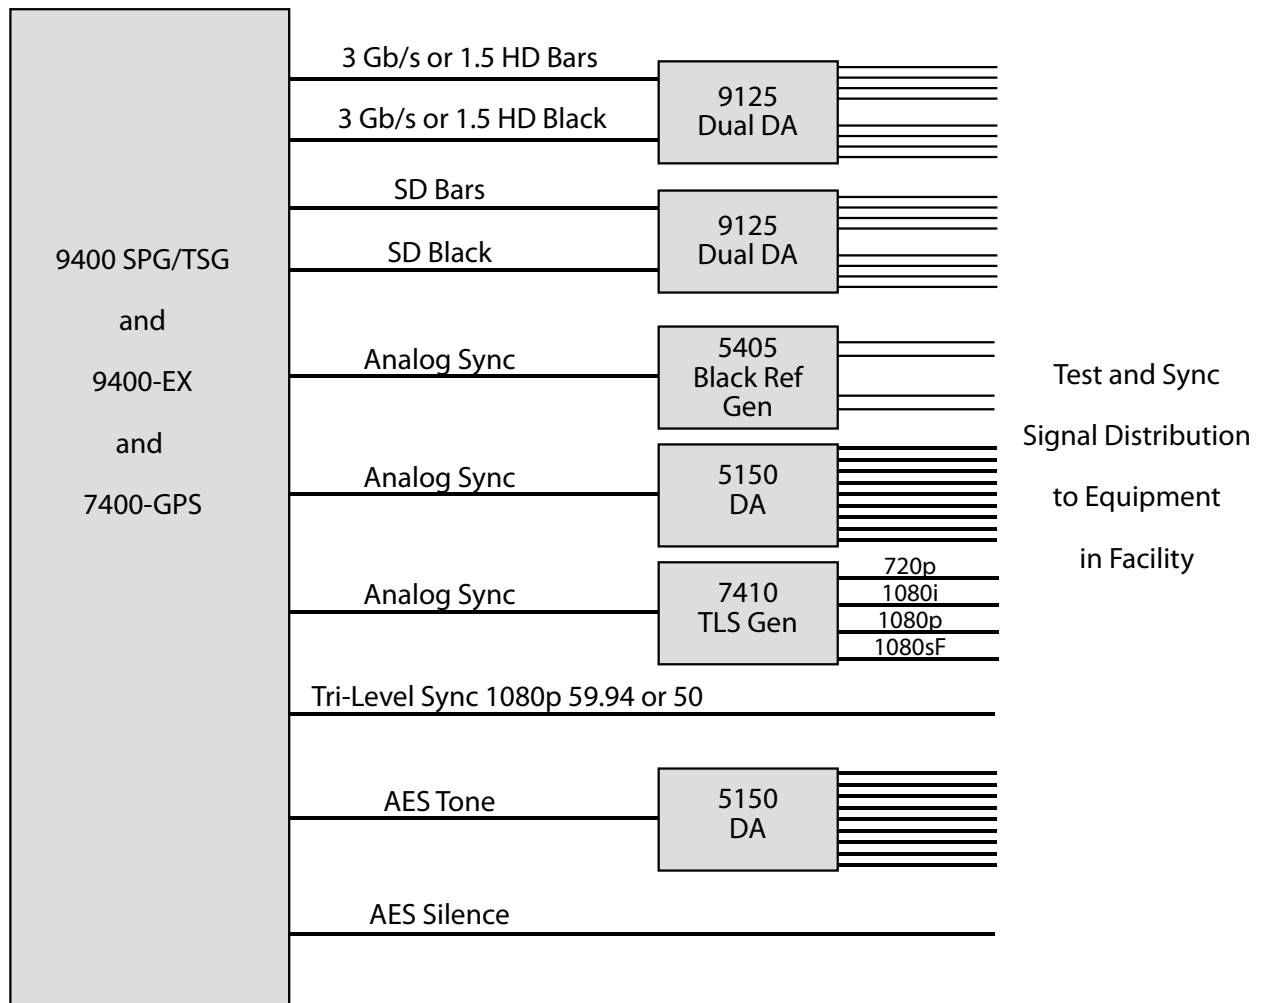 9400 SPG/TSG
and
9400-EX
and
7400-GPS
3 Gb/s or 1.5 HD Bars
3 Gb/s or 1.5 HD Black
9125
Dual DA
SD Bars
SD Black
9125
Dual DA
Analog Sync
5405
Black Ref
Gen
Analog Sync
5150
DA
Analog Sync
7410
TLS Gen
720p
1080i
1080p
1080sF
Tri-Level Sync 1080p 59.94 or 50
AES Tone
5150
DA
AES Silence
Test and Sync
Signal Distribution
to Equipment
in Facility